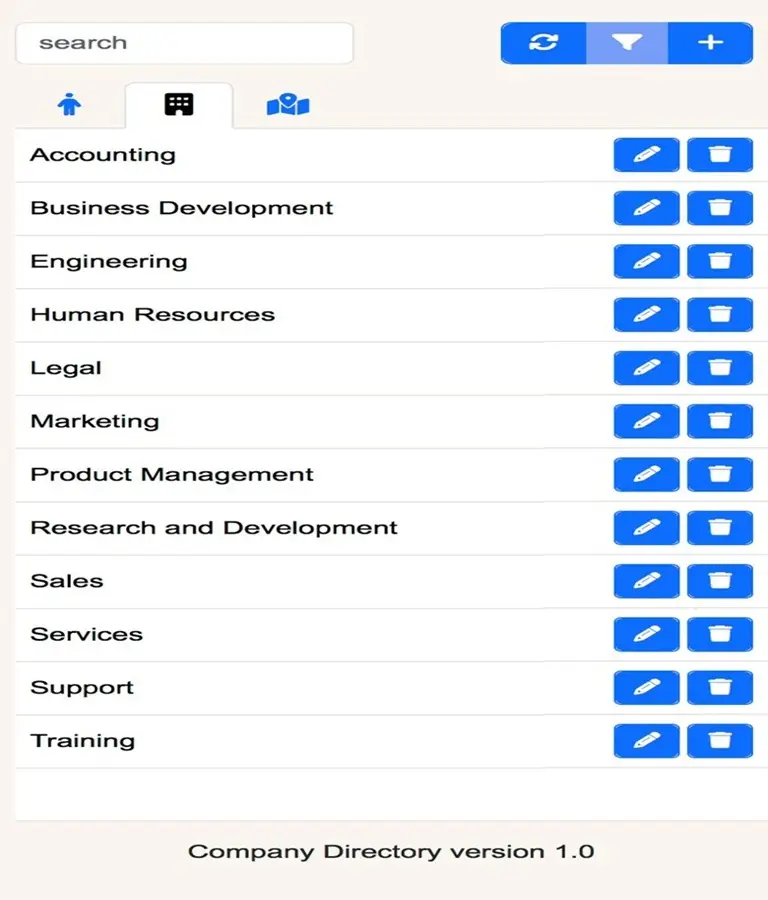 search
Accounting
Business Development
Engineering
Human Resources
Legal
Marketing
Product Management
Research and Development
Sales
Services
Support
Training
Company Directory version 1.0